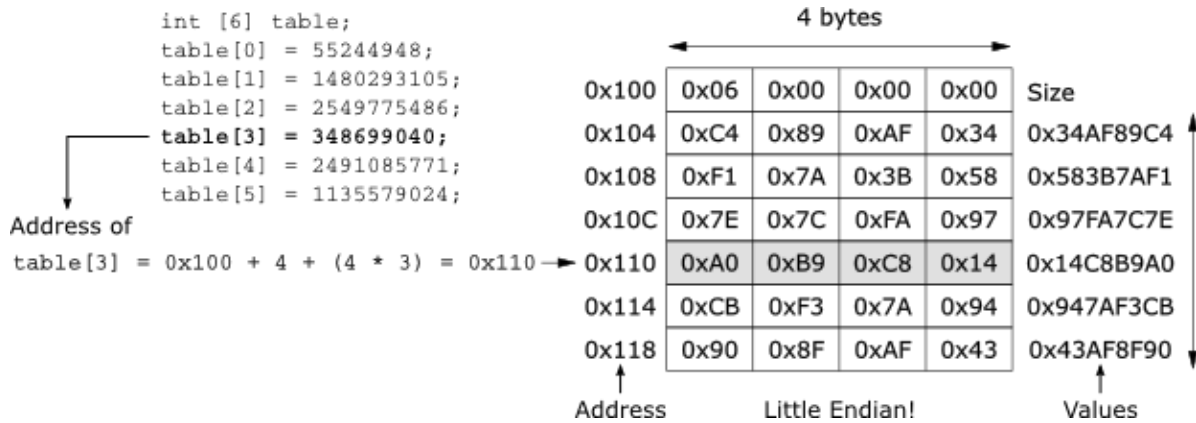 int [6] table;
table[0] = 55244948;
table[1] = 1480293105;
table[2] = 2549775486;
table[3] = 348699040;
table[4] = 2491085771;
table[5] = 1135579024;
Address of
table[3] = 0x100 + 4 + (4 * 3) = 0x110
4 bytes
0x100 0x06 0x00 0x00 0x00 Size
0x104 0xC4 0x89 0xAF 0x34 0x34AF89C4
0x108 0xF1 0x7A 0x3B 0x58 0x583B7AF1
0x10C 0x7E 0x7C 0xFA 0x97 0x97FA7C7E
0x110 0xA0 0xB9 0xC8 0x14 0x14C8B9A0
0x114 0xCB 0xF3 0x7A 0x94 0x947AF3CB
0x118 0x90 0x8F 0xAF 0x43 0x43AF8F90
Address Little Endian! Values